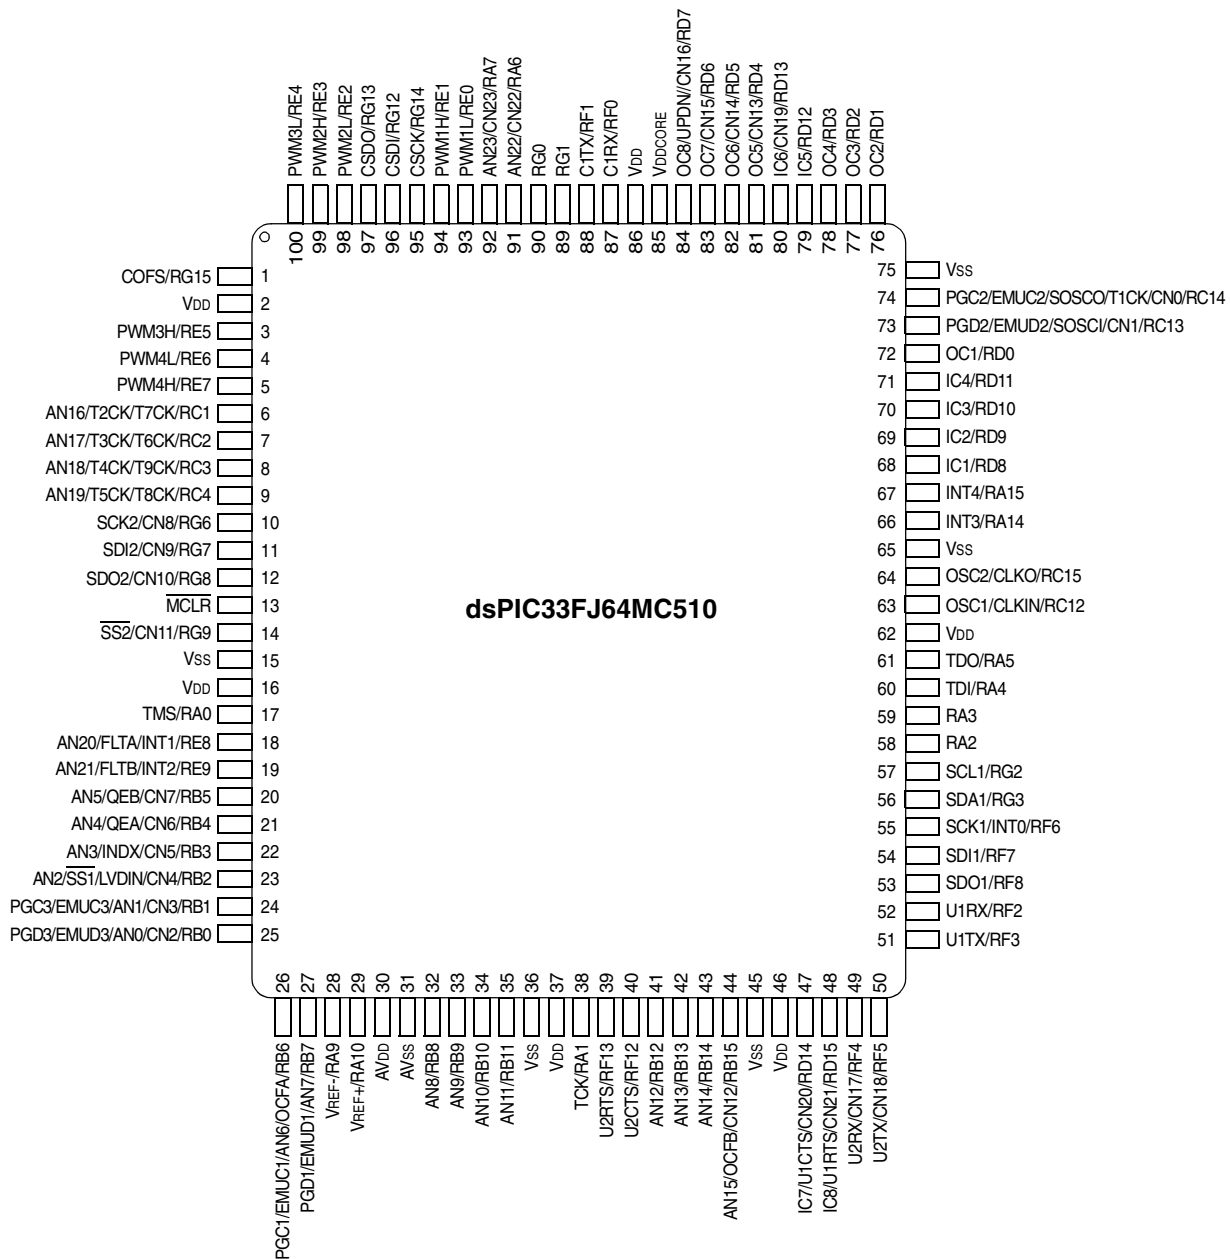 PWM3L/RE4
PWM2H/RE3
PWM2L/RE2
CSDO/RG13
CSDI/RG12
CSCK/RG14
PWM1H/RE1
PWM1L/RE0
AN23/CN23/RA7
AN22/CN22/RA6
RG0
RG1
C1TX/RF1
C1RX/RF0
VDD
VDDCORE
OC8/UPDN//CN16/RD7
OC7/CN15/RD6
OC6/CN14/RD5
OC5/CN13/RD4
IC6/CN19/RD13
IC5/RD12
OC4/RD3
OC3/RD2
OC2/RD1
100 99 98 97 96 95 94 93 92 91 90 89 88 87 86 85 84 83 82 81 80 79 78 77 76
COFS/RG15 1
VDD 2
PWM3H/RE5 3
PWM4L/RE6 4
PWM4H/RE7 5
AN16/T2CK/T7CK/RC1 6
AN17/T3CK/T6CK/RC2 7
AN18/T4CK/T9CK/RC3 8
AN19/T5CK/T8CK/RC4 9
SCK2/CN8/RG6 10
SDI2/CN9/RG7 11
SDO2/CN10/RG8 12
MCLR 13
SS2/CN11/RG9 14
VSS 15
VDD 16
TMS/RA0 17
AN20/FLTA/INT1/RE8 18
AN21/FLTB/INT2/RE9 19
AN5/QEB/CN7/RB5 20
AN4/QEA/CN6/RB4 21
AN3/INDX/CN5/RB3 22
AN2/SS1/LVDIN/CN4/RB2 23
PGC3/EMUC3/AN1/CN3/RB1 24
PGD3/EMUD3/AN0/CN2/RB0 25
dsPIC33FJ64MC510
75 VSS
74 PGC2/EMUC2/SOSCO/T1CK/CN0/RC14
73 PGD2/EMUD2/SOSCI/CN1/RC13
72 OC1/RD0
71 IC4/RD11
70 IC3/RD10
69 IC2/RD9
68 IC1/RD8
67 INT4/RA15
66 INT3/RA14
65 VSS
64 OSC2/CLKO/RC15
63 OSC1/CLKIN/RC12
62 VDD
61 TDO/RA5
60 TDI/RA4
59 RA3
58 RA2
57 SCL1/RG2
56 SDA1/RG3
55 SCK1/INT0/RF6
54 SDI1/RF7
53 SDO1/RF8
52 U1RX/RF2
51 U1TX/RF3
26 27 28 29 30 31 32 33 34 35 36 37 38 39 40 41 42 43 44 45 46 47 48 49 50
PGC1/EMUC1/AN6/OCFA/RB6
PGD1/EMUD1/AN7/RB7
VREF-/RA9
VREF+/RA10
AVDD
AVSS
AN8/RB8
AN9/RB9
AN10/RB10
AN11/RB11
VSS
VDD
TCK/RA1
U2RTS/RF13
U2CTS/RF12
AN12/RB12
AN13/RB13
AN14/RB14
AN15/OCFB/CN12/RB15
VSS
VDD
IC7/U1CTS/CN20/RD14
IC8/U1RTS/CN21/RD15
U2RX/CN17/RF4
U2TX/CN18/RF5